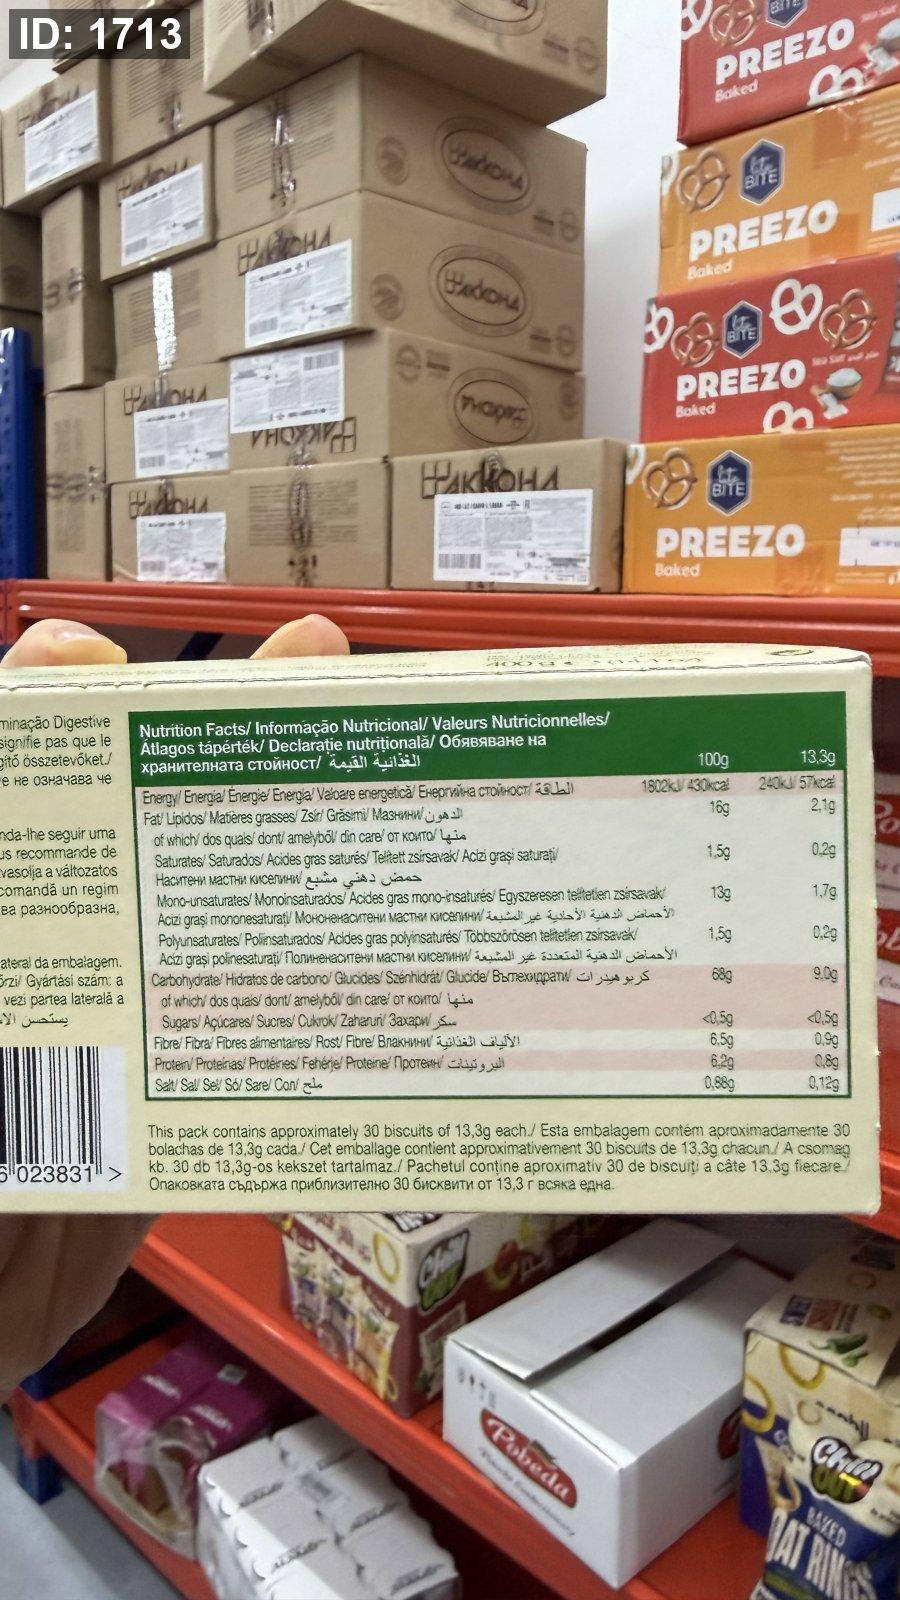 ID: 1713
PREEZO
Baked
BITE
PREEZO
Baked
BITE
PREEZO
Baked
BITE
PREEZO
Baked
Яккона
Яккона
400 g
minação Digestive
signifie pas que le
gitő összetevőket./
е не означава че
nda-lhe seguir uma
us recommande de
vasolja a változatos
comandă un regim
ва разнообразна,
ateral da embalagem.
őrzi/ Gyártási szám: a
vezi partea laterală a
6 023831 >
Nutrition Facts/ Informação Nutricional/ Valeurs Nutricionnelles/
Átlagos tápérték/ Declarație nutrițională/ Обявяване на
хранителната стойност/ الغذائية القيمة 100g 13,3g
Energy/ Energia/ Energie/ Energia/ Valoare energetică/ Енергийна стойност/ الطاقة 1802kJ/ 430kcal 240kJ/ 57kcal
Fat/ Lipidos/ Matières grasses/ Zsír/ Grăsimi/ Мазнини/ الدهون 16g 2,1g
of which/ dos quais/ dont/ amelyből/ din care/ от които/ منها
Saturates/ Saturados/ Acides gras saturés/ Telített zsírsavak/ Acizi grași saturați/ 1,5g 0,2g
Наситени мастни киселини/ حمض دهني مشبع
Mono-unsaturates/ Monoinsaturados/ Acides gras mono-insaturés/ Egyszeresen telítetlen zsírsavak/ 13g 1,7g
Acizi grași mononesaturați/ Мононенаситени мастни киселини/ الأحماض الدهنية الأحادية غير المشبعة
Polyunsaturates/ Poliinsaturados/ Acides gras polyinsaturés/ Többszörösen telítetlen zsírsavak/ 1,5g 0,2g
Acizi grași polinesaturați/ Полиненаситени мастни киселини/ الأحماض الدهنية المتعددة غير المشبعة
Carbohydrate/ Hidratos de carbono/ Glucides/ Szénhidrát/ Glucide/ Въглехидрати/ كربوهيدرات 68g 9,0g
of which/ dos quais/ dont/ amelyből/ din care/ от които/ منها
Sugars/ Açúcares/ Sucres/ Cukrok/ Zaharuri/ Захари/ سكر <0,5g <0,5g
Fibre/ Fibra/ Fibres alimentaires/ Rost/ Fibre/ Влакнини/ الألياف الغذائية 6,5g 0,9g
Protein/ Proteínas/ Protéines/ Fehérje/ Proteine/ Протеин/ البروتينات 6,2g 0,8g
Salt/ Sal/ Sel/ Só/ Sare/ Сол/ ملح 0,88g 0,12g
This pack contains approximately 30 biscuits of 13,3g each./ Esta embalagem contém aproximadamente 30
bolachas de 13,3g cada./ Cet emballage contient approximativement 30 biscuits de 13,3g chacun./ A csomag
kb. 30 db 13,3g-os kekszet tartalmaz./ Pachetul conține aproximativ 30 de biscuiți a câte 13,3g fiecare./
Опаковката съдържа приблизително 30 бисквити от 13,3 г всяка една.
Chill
OUT
Pobeda
Chill
OUT
BAKED
OAT RINGS